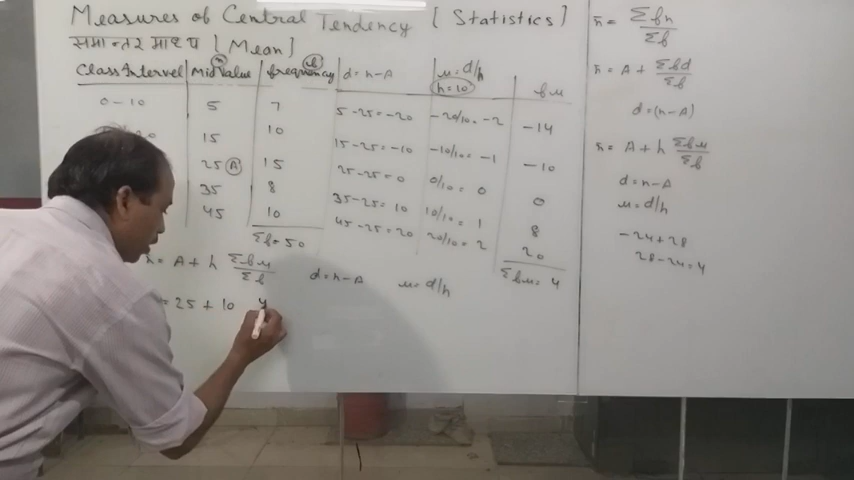 Measures of Central Tendency [Statistics]
समान्तर माध्य [Mean]
Class Interval Mid Value (x) frequency (f) d = x-A u = d/h h = 10 fu
0-10 5 7 5-25=-20 -20/10=-2 -14
15 10 15-25=-10 -10/10=-1 -10
25 (A) 15 25-25=0 0/10=0 0
35 8 35-25=10 10/10=1 8
45 10 45-25=20 20/10=2 20
Σf=50 Σfu=4
= A + h Σfu/Σf d=x-A u=d/h
= 25 + 10 4
x̄ = Σfx/Σf
x̄ = A + Σfd/Σf
d=(x-A)
x̄ = A + h Σfu/Σf
d=x-A
u=d/h
-24+28
28-24=4